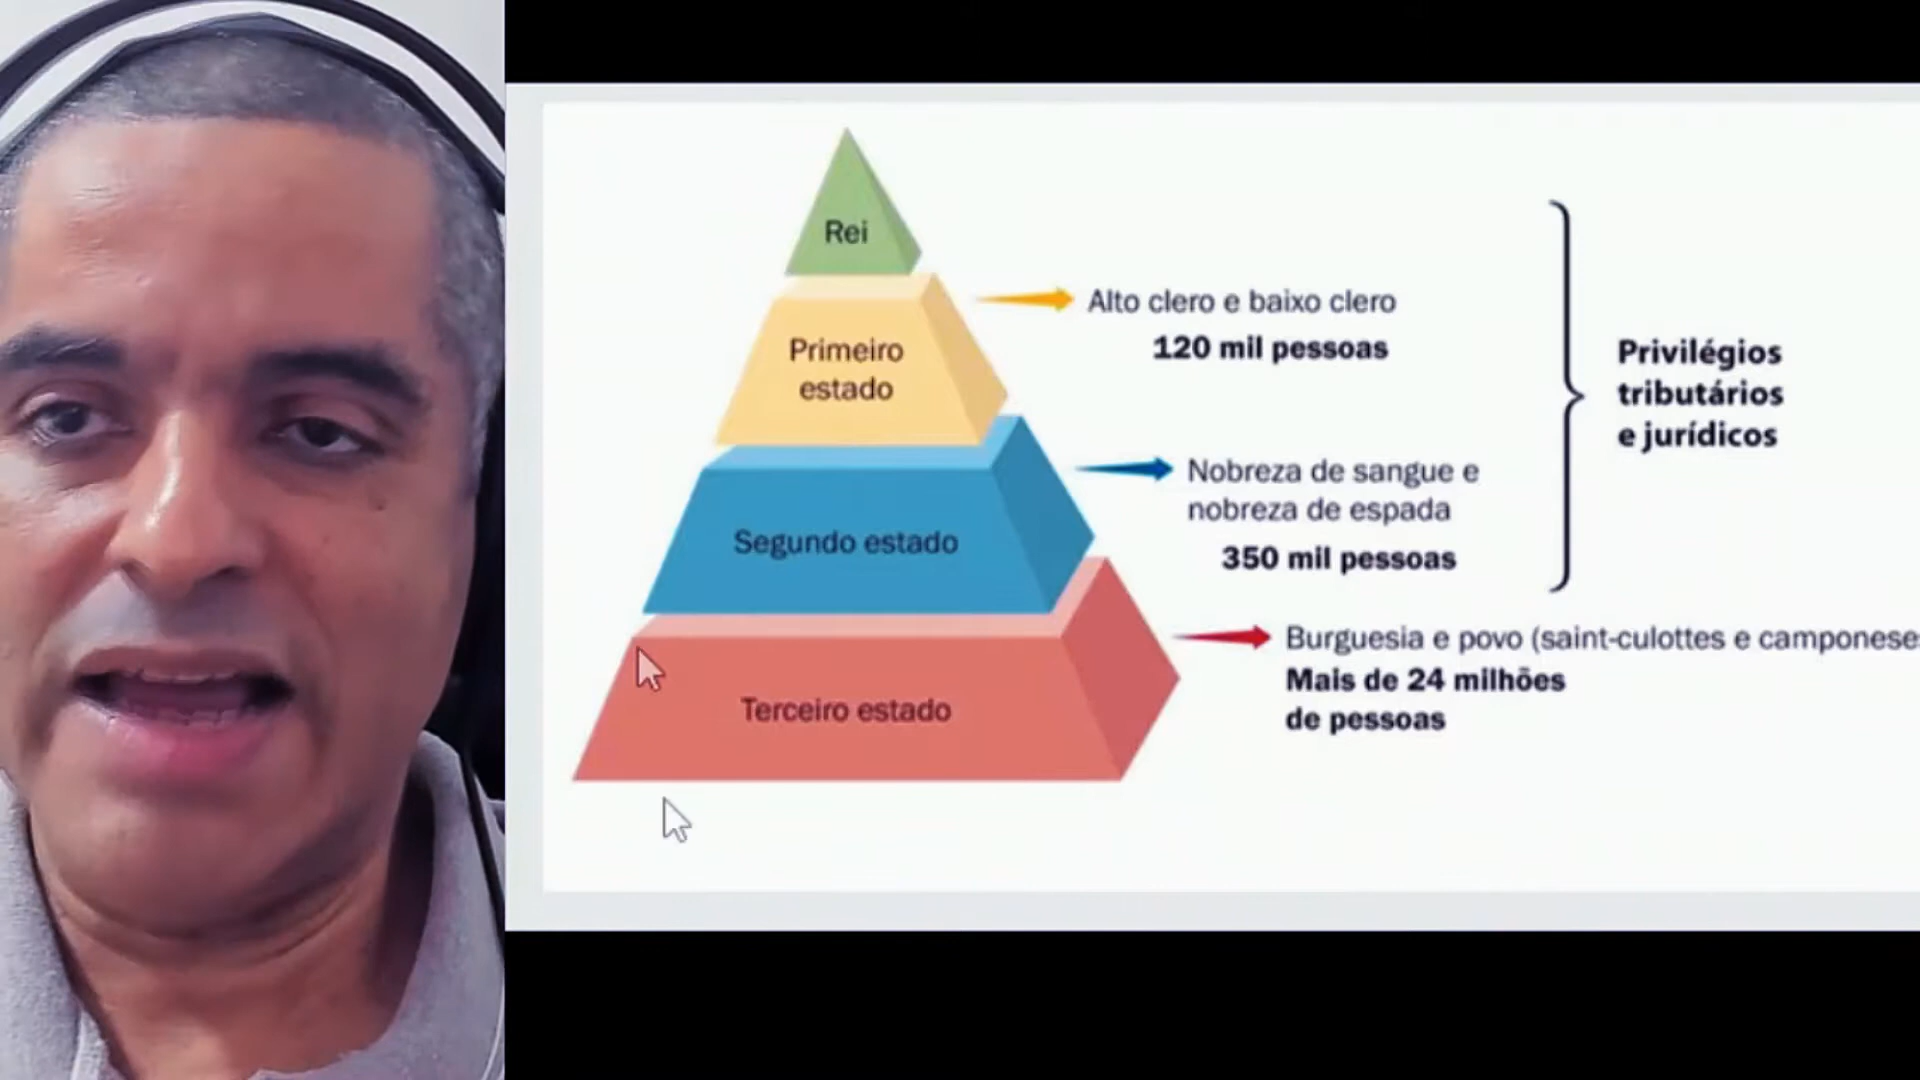 Rei
Alto clero e baixo clero
120 mil pessoas
Primeiro
estado
Privilégios
tributários
e jurídicos
Nobreza de sangue e
nobreza de espada
350 mil pessoas
Segundo estado
Burguesia e povo (saint-culottes e camponese
Mais de 24 milhões
de pessoas
Terceiro estado